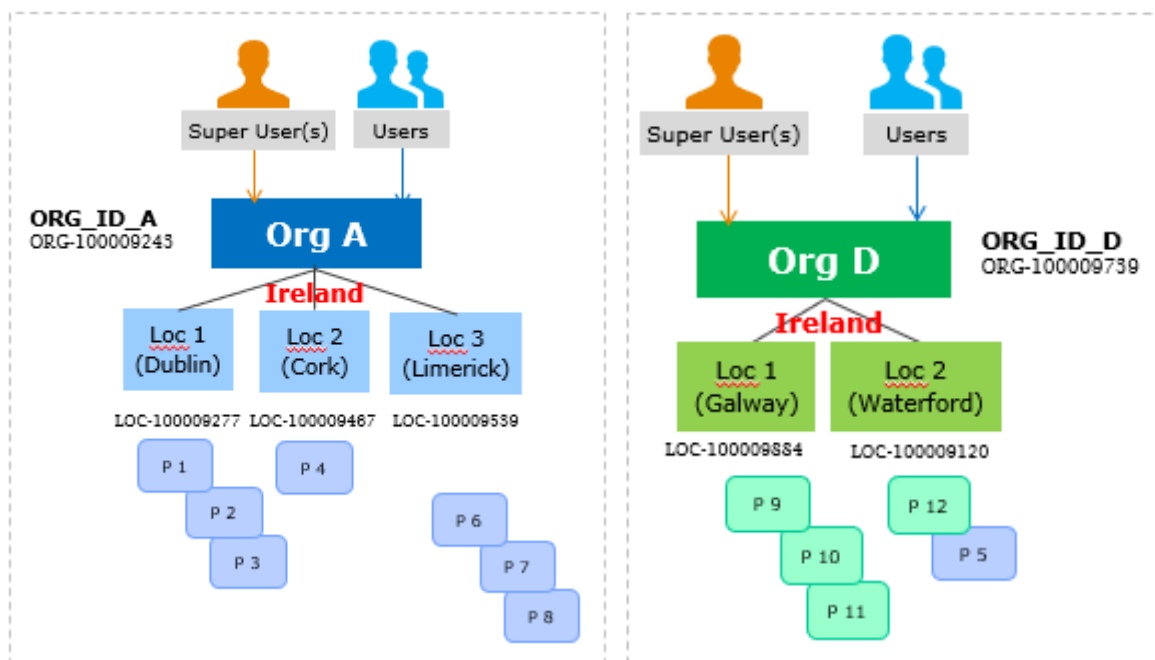 Super User(s)
Users
ORG_ID_A
ORG-100009243
Org A
Ireland
Loc 1
(Dublin)
Loc 2
(Cork)
Loc 3
(Limerick)
LOC-100009277
LOC-100009467
LOC-100009539
P 1
P 2
P 3
P 4
P 6
P 7
P 8
Super User(s)
Users
Org D
ORG_ID_D
ORG-100009739
Ireland
Loc 1
(Galway)
Loc 2
(Waterford)
LOC-100009884
LOC-100009120
P 9
P 10
P 11
P 12
P 5